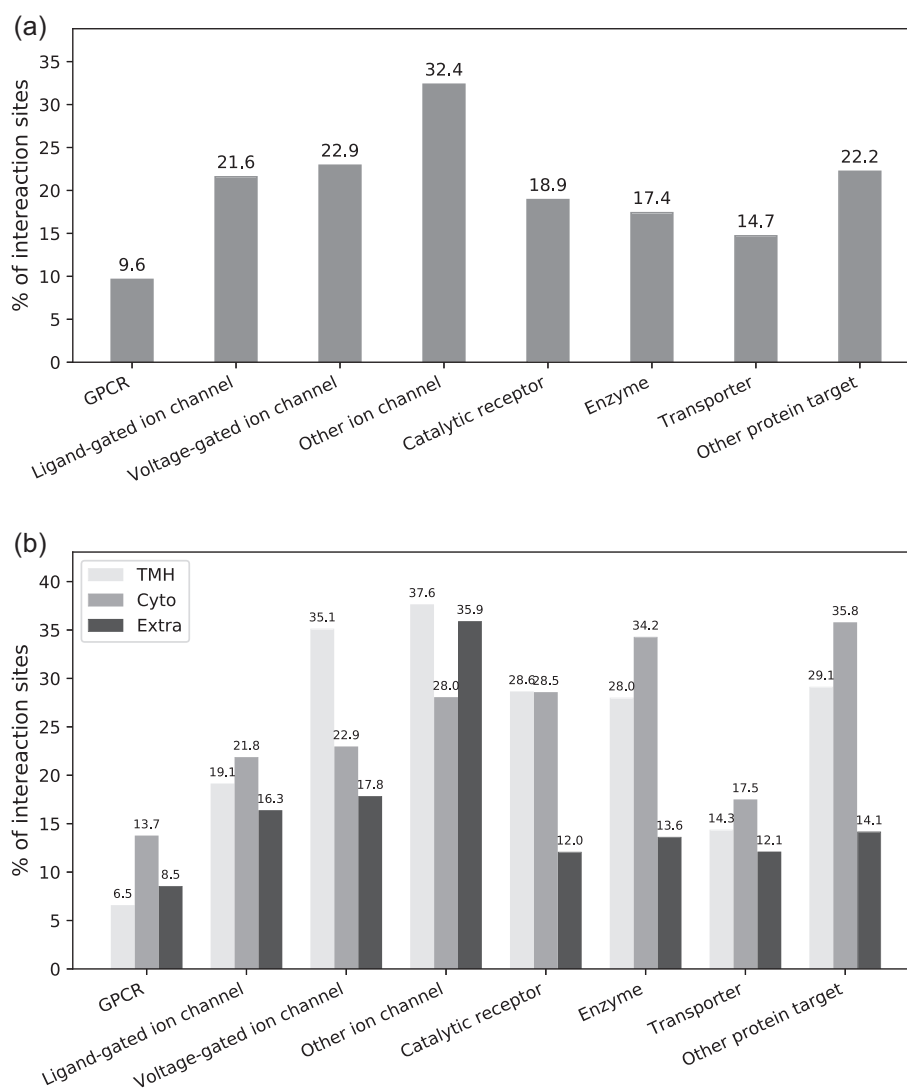 (a)
% of intereaction sites
35
30
25
20
15
10
5
0
9.6
21.6
22.9
32.4
18.9
17.4
14.7
22.2
GPCR
Ligand-gated ion channel
Voltage-gated ion channel
Other ion channel
Catalytic receptor
Enzyme
Transporter
Other protein target
(b)
% of intereaction sites
40
35
30
25
20
15
10
5
0
TMH
Cyto
Extra
6.5
13.7
8.5
19.1
21.8
16.3
35.1
22.9
17.8
37.6
28.0
35.9
28.6
28.5
12.0
28.0
34.2
13.6
14.3
17.5
12.1
29.1
35.8
14.1
GPCR
Ligand-gated ion channel
Voltage-gated ion channel
Other ion channel
Catalytic receptor
Enzyme
Transporter
Other protein target